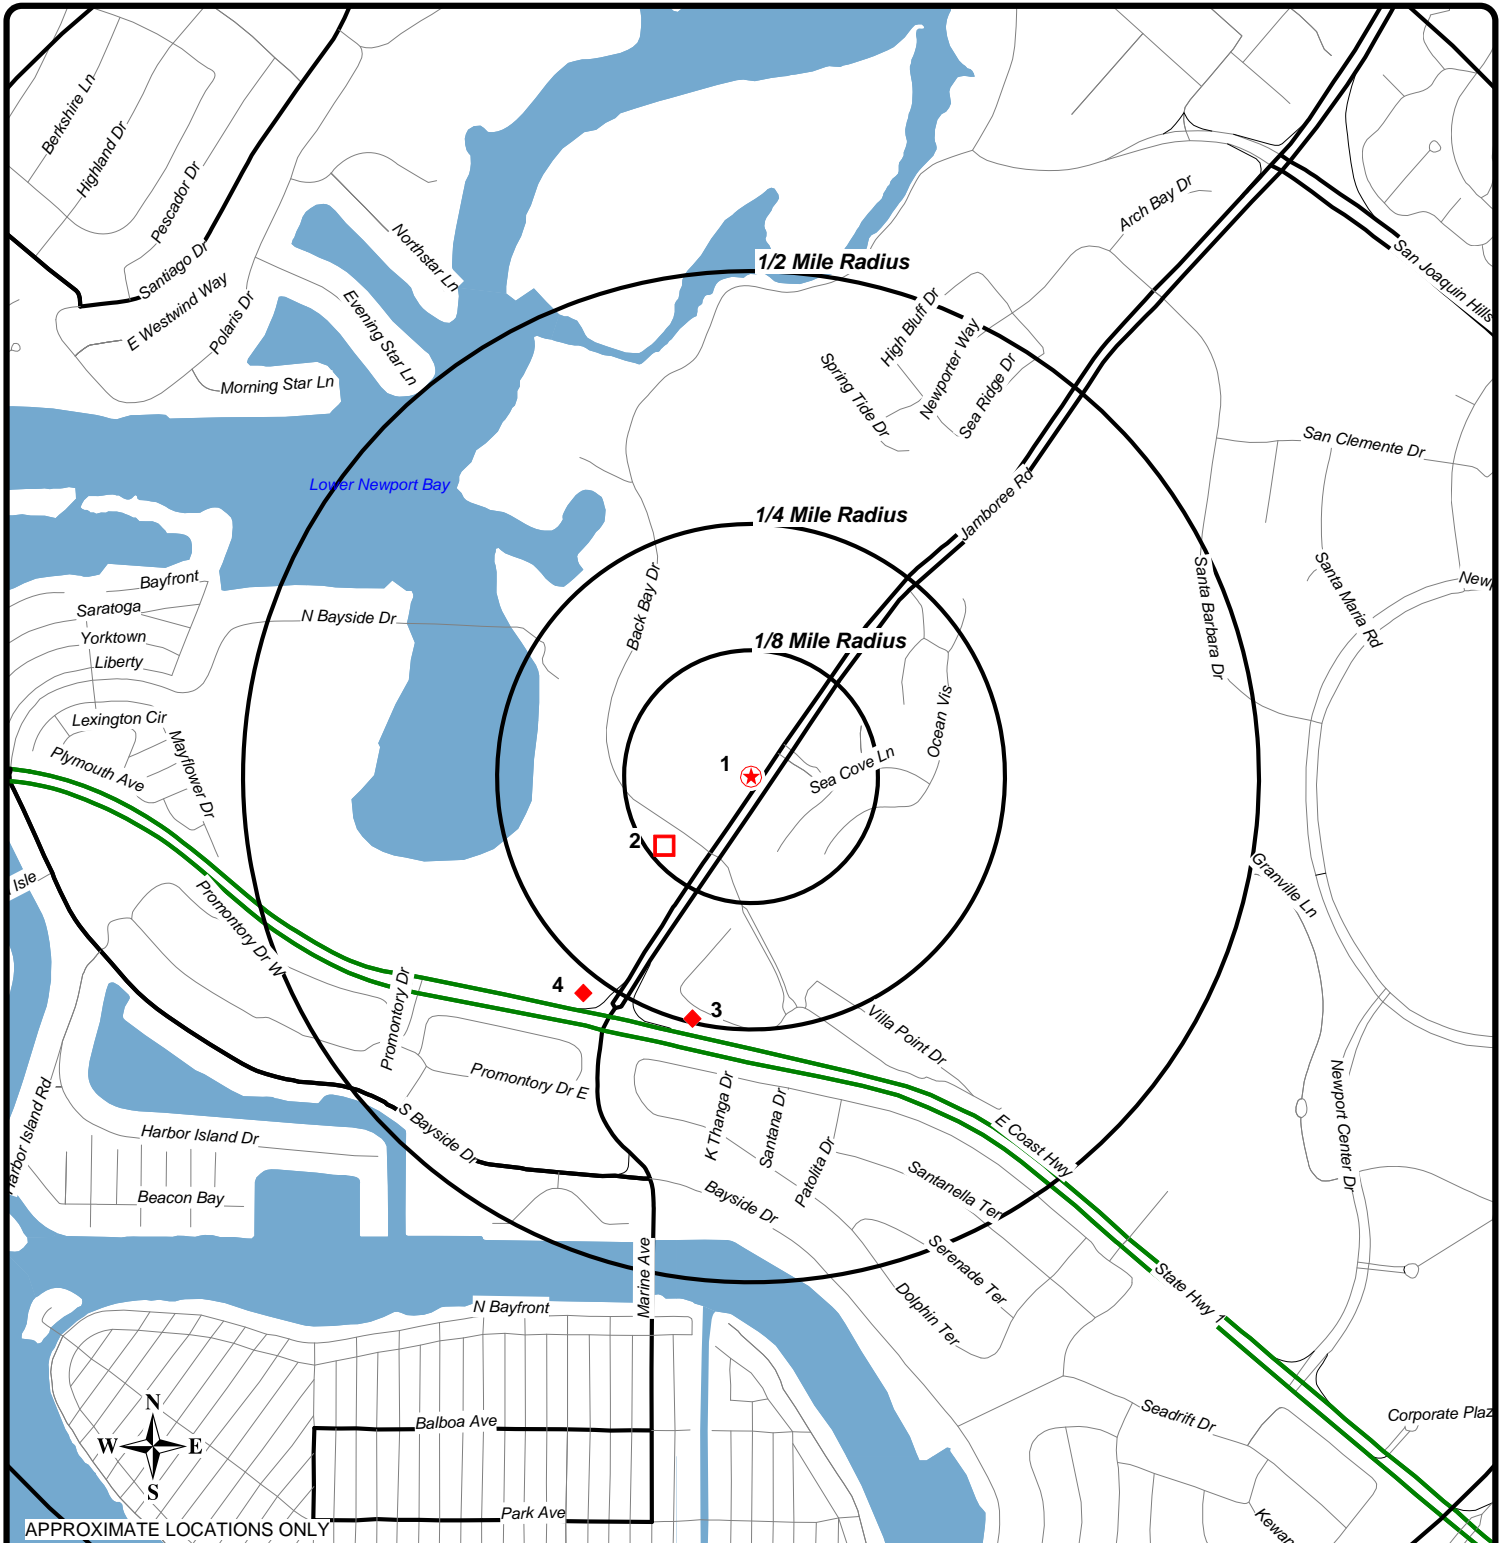 Berkshire Ln
Highland Dr
Pescador Dr
Santiago Dr
E Westwind Way
Polaris Dr
Northstar Ln
Evening Star Ln
Morning Star Ln
Arch Bay Dr
San Joaquin Hills
1/2 Mile Radius
High Bluff Dr
Newporter Way
Spring Tide Dr
Sea Ridge Dr
San Clemente Dr
Lower Newport Bay
Jamboree Rd
1/4 Mile Radius
Santa Barbara Dr
Santa Maria Rd
Newp
Bayfront
Saratoga
Yorktown
Liberty
N Bayside Dr
Back Bay Dr
1/8 Mile Radius
Lexington Cir
Mayflower Dr
Plymouth Ave
Ocean Vis
Sea Cove Ln
1
2
Isle
Promontory Dr W
Promontory Dr
4
3
Granville Ln
Villa Point Dr
Promontory Dr E
S Bayside Dr
K Thanga Dr
Santana Dr
Patolita Dr
E Coast Hwy
Newport Center Dr
Harbor Island Rd
Harbor Island Dr
Beacon Bay
Bayside Dr
Santanella Ter
Serenade Ter
Dolphin Ter
State Hwy 1
Marine Ave
N Bayfront
Balboa Ave
Park Ave
Seadrift Dr
Corporate Plaz
Kewan
N
W E
S
APPROXIMATE LOCATIONS ONLY